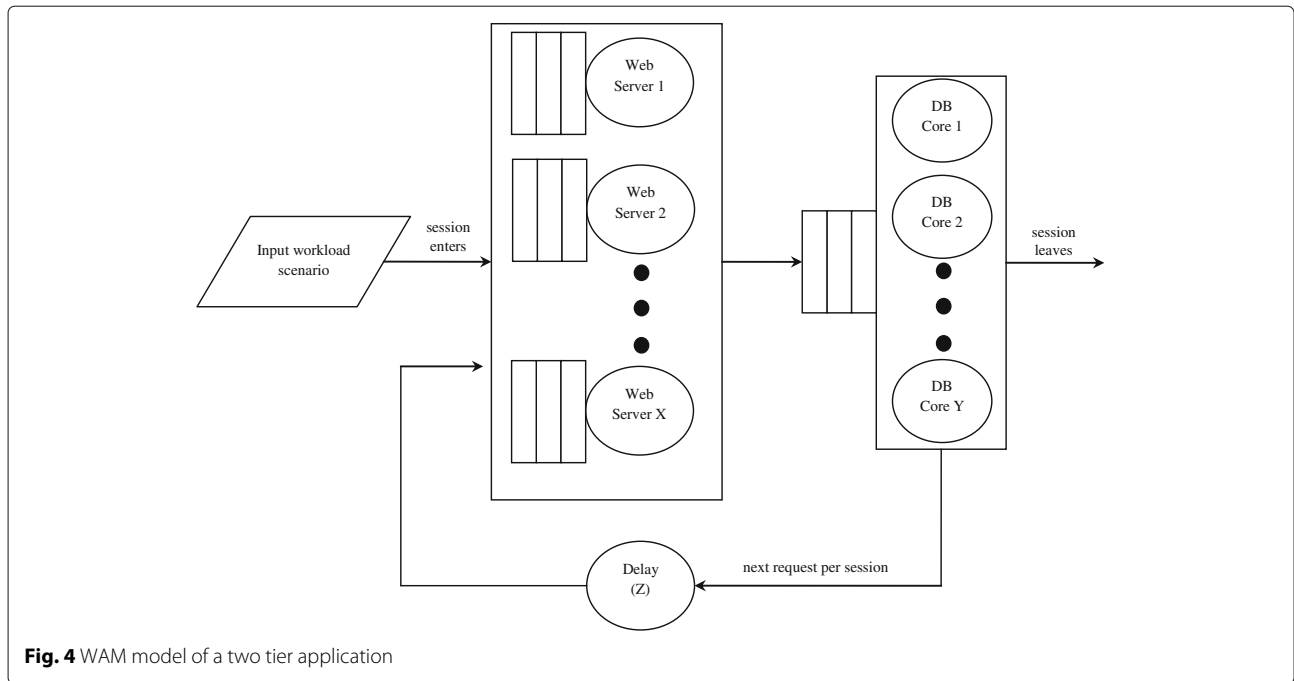 Web
Server 1
Web
Server 2
Web
Server X
Input workload
scenario
session
enters
DB
Core 1
DB
Core 2
DB
Core Y
session
leaves
Delay
(Z)
next request per session
Fig. 4 WAM model of a two tier application